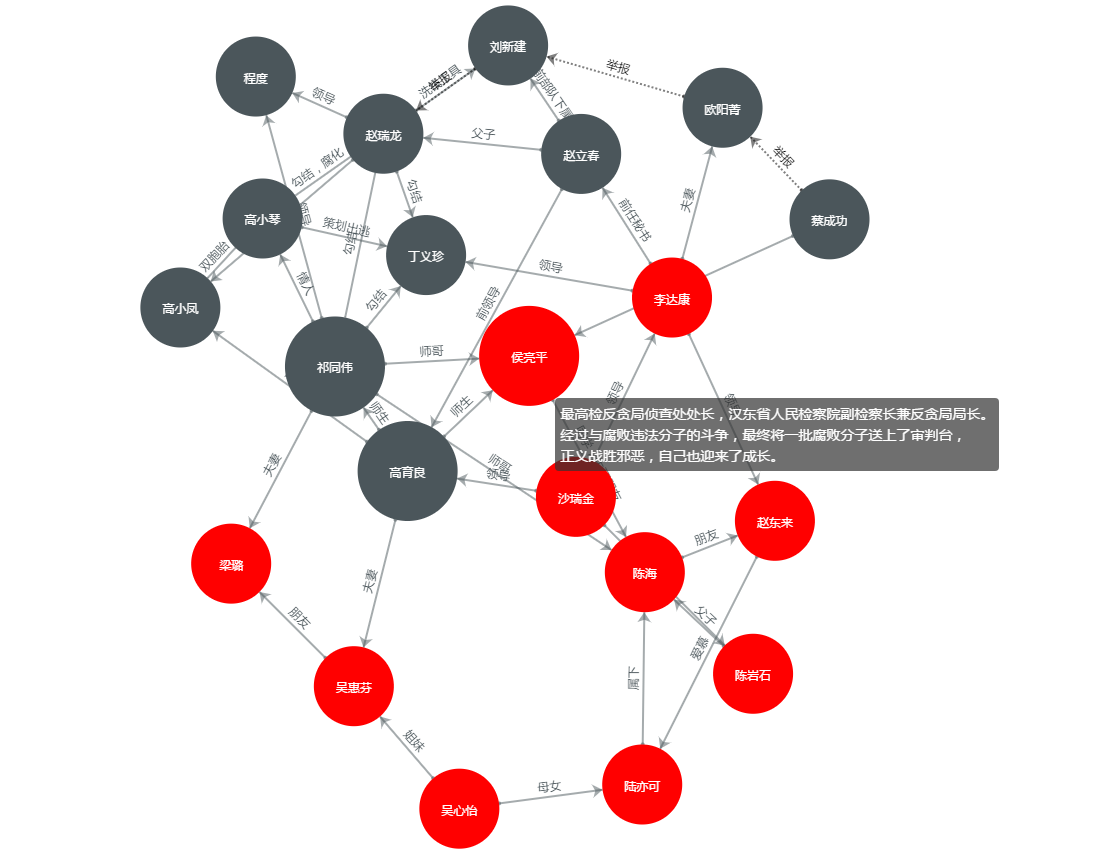 刘新建
程度
洗钱工具
举报
前部队下属
举报
领导
赵瑞龙
欧阳菁
父子
赵立春
举报
勾结，腐化
勾结
夫妻
蔡成功
高小琴
领导
策划出逃
前任秘书
勾结
双胞胎
丁义珍
领导
情人
李达康
高小凤
勾结
前领导
祁同伟
师哥
侯亮平
师生
师生
领导
最高检反贪局侦查处处长，汉东省人民检察院副检察长兼反贪局局长。
经过与腐败违法分子的斗争，最终将一批腐败分子送上了审判台，
正义战胜邪恶，自己也迎来了成长。
夫妻
高育良
师哥
领导
沙瑞金
赵东来
朋友
梁璐
陈海
夫妻
朋友
父子
爱慕
属下
陈岩石
吴惠芬
姐妹
母女
陆亦可
吴心怡